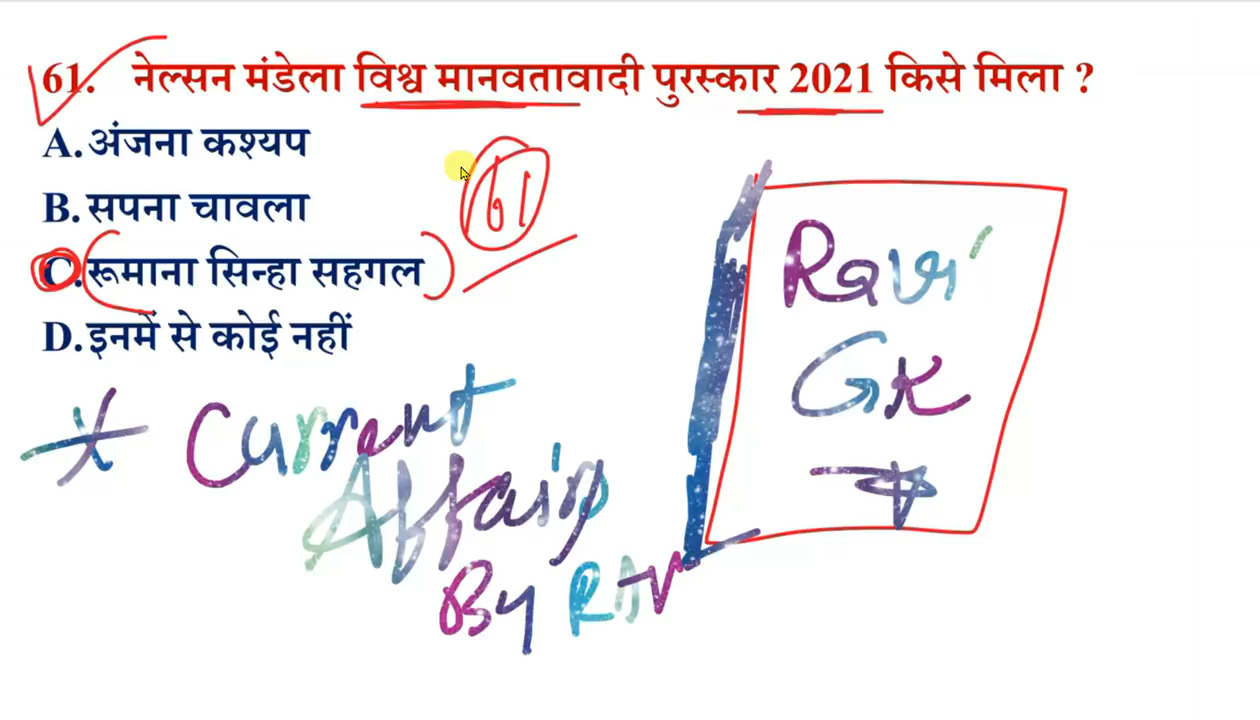 61. नेल्सन मंडेला विश्व मानवतावादी पुरस्कार 2021 किसे मिला ?
A. अंजना कश्यप
B. सपना चावला
C. रूमाना सिन्हा सहगल
D. इनमें से कोई नहीं
61
Ravi
GK
* Current
Affairs
By RAV